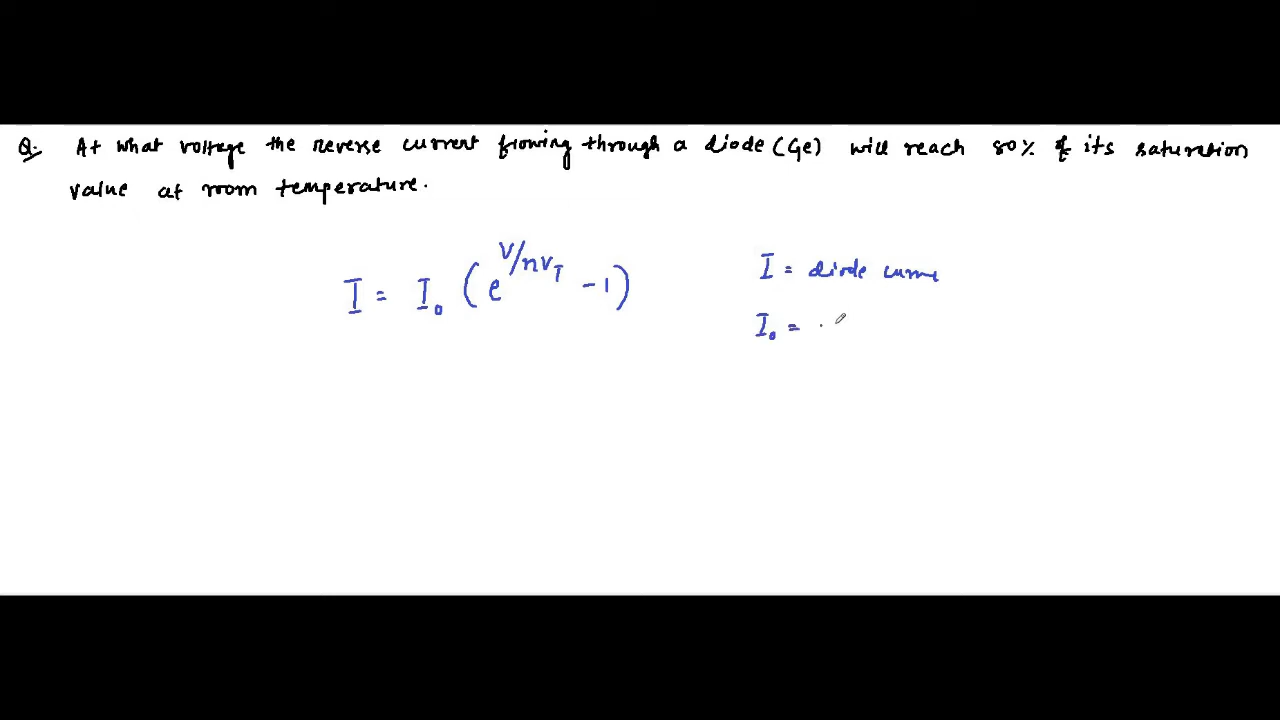 Q. At what voltage the reverse current flowing through a diode (Ge) will reach 80% of its saturation
value at room temperature.
I = I₀ (e^(V/nV_T) - 1)
I = diode curre
I₀ =